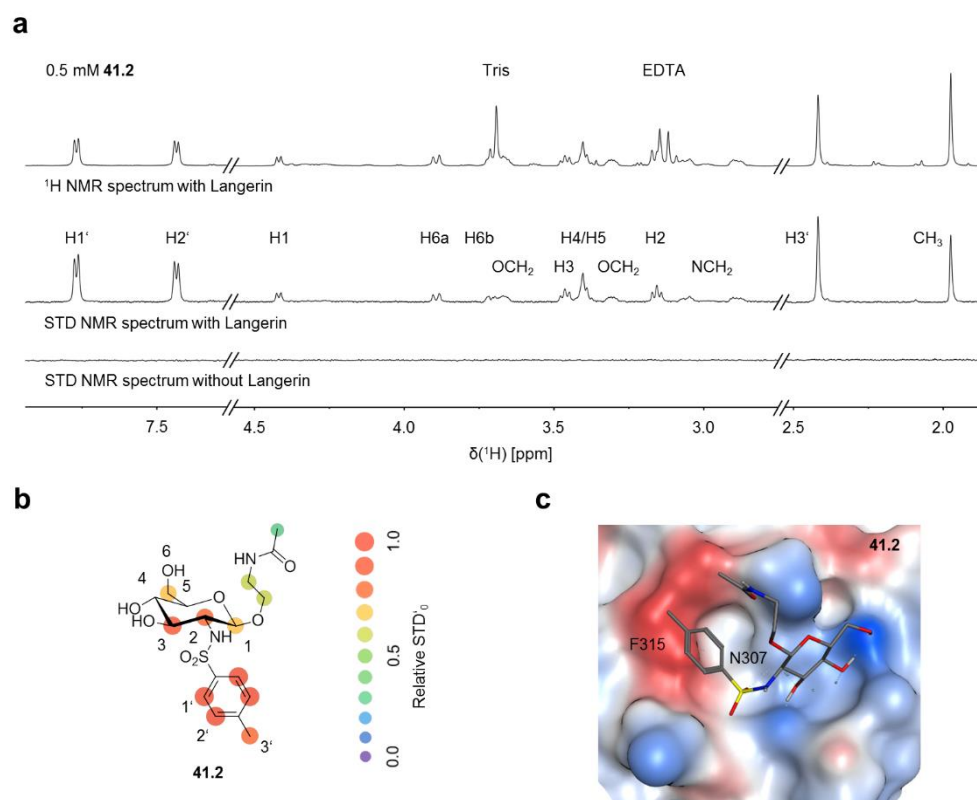 a
0.5 mM 41.2
Tris
EDTA
¹H NMR spectrum with Langerin
H1‘
H2‘
H1
H6a
H6b
H4/H5
H2
H3‘
CH₃
OCH₂
H3
OCH₂
NCH₂
STD NMR spectrum with Langerin
STD NMR spectrum without Langerin
7.5
4.5
4.0
3.5
3.0
2.5
2.0
δ(¹H) [ppm]
b
6
OH
4
5
HO
HO
O
3
2
1
NH
O
HN
O
O₂S
1‘
2‘
3‘
41.2
1.0
0.5
0.0
Relative STD‘₀
c
41.2
F315
N307